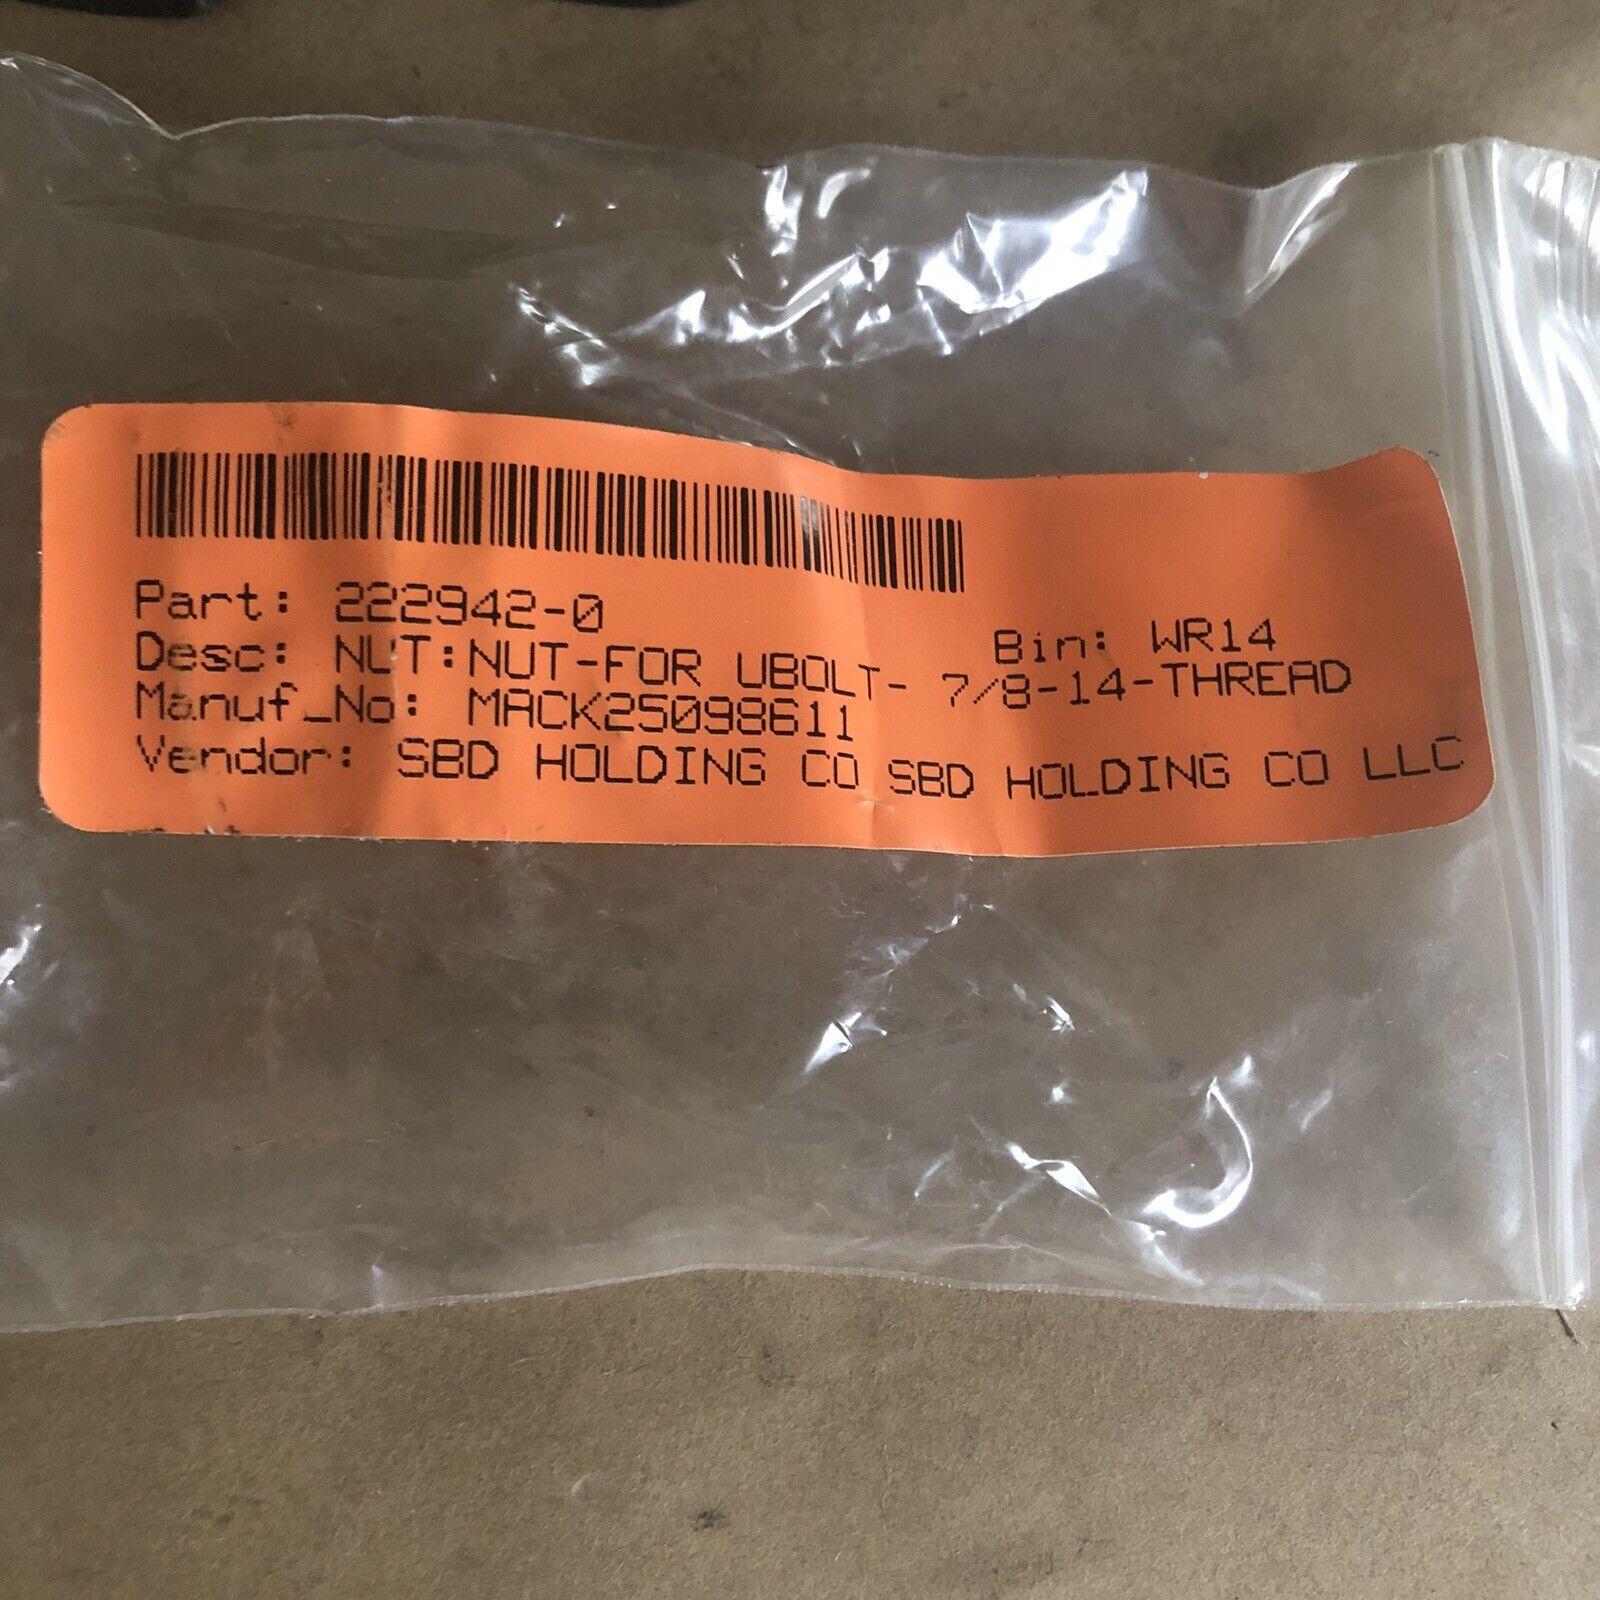 Part: 222942-0
Bin: WR14
Desc: NUT:NUT-FOR UBOLT- 7/8-14-THREAD
Manuf_No: MACK25098611
Vendor: SBD HOLDING CO SBD HOLDING CO LLC